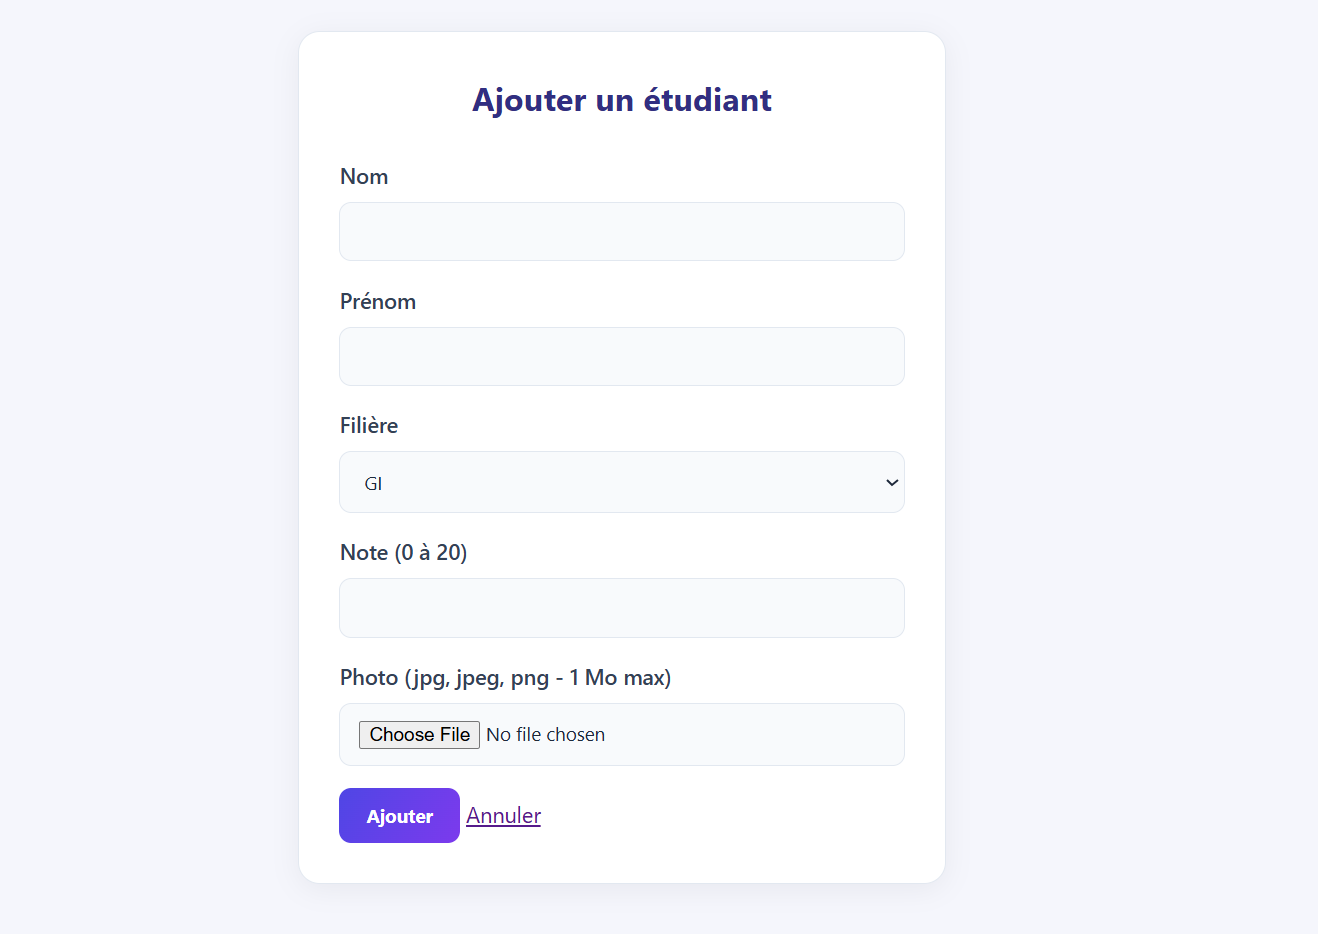 Ajouter un étudiant
Nom
Prénom
Filière
GI
Note (0 à 20)
Photo (jpg, jpeg, png - 1 Mo max)
Choose File No file chosen
Ajouter Annuler